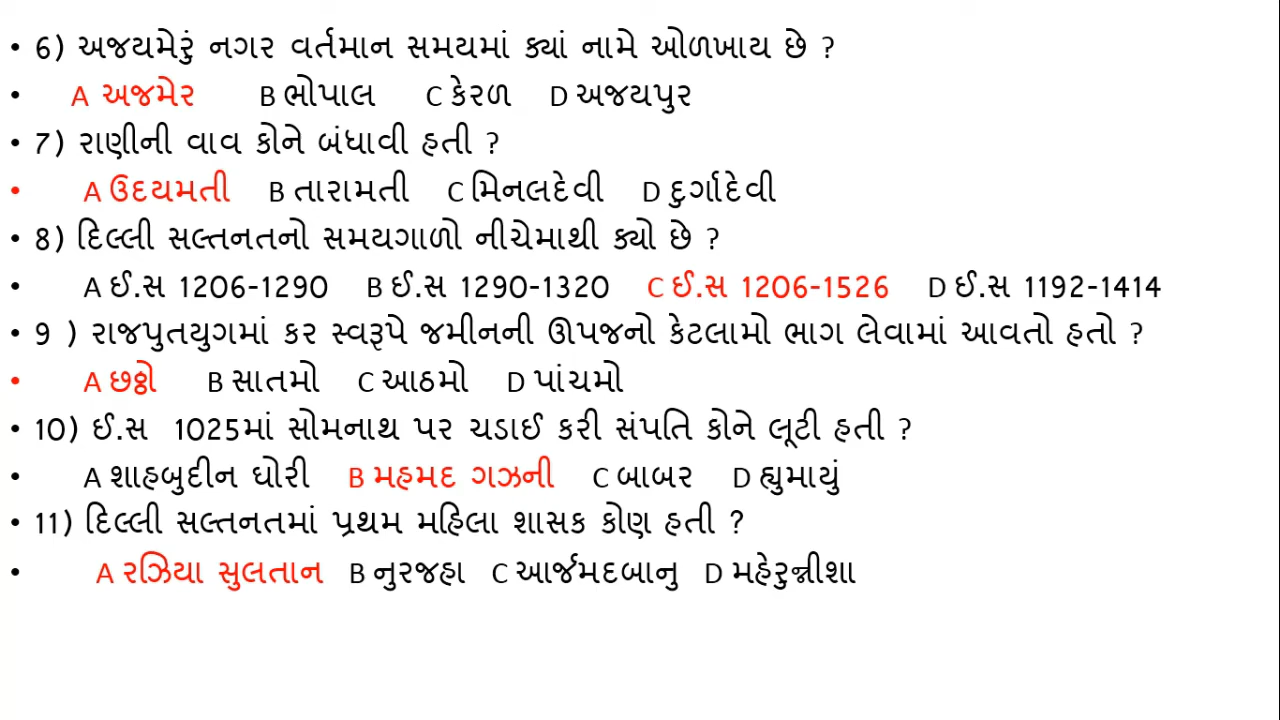 • 6) અજયમેરું નગર વર્તમાન સમયમાં ક્યાં નામે ઓળખાય છે ?
• A અજમેર B ભોપાલ C કેરળ D અજયપુર
• 7) રાણીની વાવ કોને બંધાવી હતી ?
• A ઉદયમતી B તારામતી C મિનલદેવી D દુર્ગાદેવી
• 8) દિલ્લી સલ્તનતનો સમયગાળો નીચેમાથી ક્યો છે ?
• A ઈ.સ 1206-1290 B ઈ.સ 1290-1320 C ઈ.સ 1206-1526 D ઈ.સ 1192-1414
• 9 ) રાજપુતયુગમાં કર સ્વરૂપે જમીનની ઊપજનો કેટલામો ભાગ લેવામાં આવતો હતો ?
• A છઠ્ઠો B સાતમો C આઠમો D પાંચમો
• 10) ઈ.સ 1025માં સોમનાથ પર ચડાઈ કરી સંપતિ કોને લૂટી હતી ?
• A શાહબુદીન ઘોરી B મહમદ ગઝની C બાબર D હ્યુમાયું
• 11) દિલ્લી સલ્તનતમાં પ્રથમ મહિલા શાસક કોણ હતી ?
• A રઝિયા સુલતાન B નુરજહા C આર્જમદબાનુ D મહેરુન્નીશા